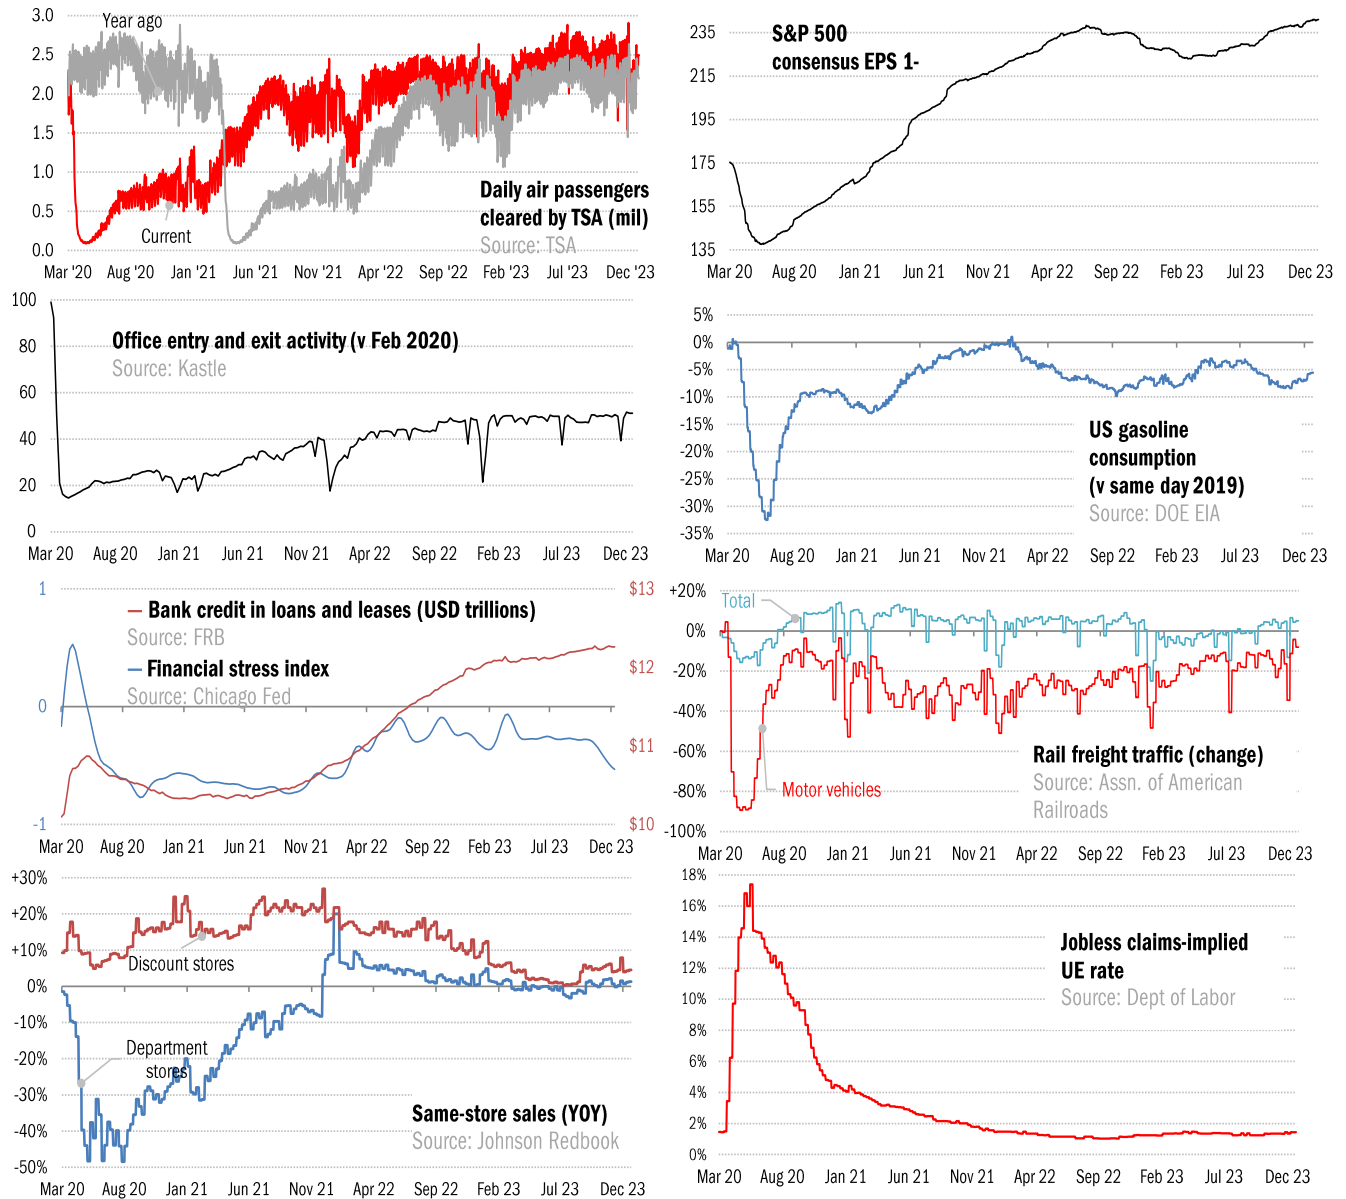 3.0
2.5
2.0
1.5
1.0
0.5
0.0
Year ago
Current
Daily air passengers
cleared by TSA (mil)
Source: TSA
Mar '20 Aug '20 Jan '21 Jun '21 Nov '21 Apr '22 Sep '22 Feb '23 Jul '23 Dec '23
235
215
195
175
155
135
S&P 500
consensus EPS 1-
Mar 20 Aug 20 Jan 21 Jun 21 Nov 21 Apr 22 Sep 22 Feb 23 Jul 23 Dec 23
100
80
60
40
20
0
Office entry and exit activity (v Feb 2020)
Source: Kastle
Mar 20 Aug 20 Jan 21 Jun 21 Nov 21 Apr 22 Sep 22 Feb 23 Jul 23 Dec 23
5%
0%
-5%
-10%
-15%
-20%
-25%
-30%
-35%
US gasoline
consumption
(v same day 2019)
Source: DOE EIA
Mar 20 Aug 20 Jan 21 Jun 21 Nov 21 Apr 22 Sep 22 Feb 23 Jul 23 Dec 23
1
0
-1
Bank credit in loans and leases (USD trillions)
Source: FRB
Financial stress index
Source: Chicago Fed
$13
$12
$11
$10
Mar 20 Aug 20 Jan 21 Jun 21 Nov 21 Apr 22 Sep 22 Feb 23 Jul 23 Dec 23
+20%
0%
-20%
-40%
-60%
-80%
-100%
Total
Motor vehicles
Rail freight traffic (change)
Source: Assn. of American
Railroads
Mar 20 Aug 20 Jan 21 Jun 21 Nov 21 Apr 22 Sep 22 Feb 23 Jul 23 Dec 23
+30%
+20%
+10%
0%
-10%
-20%
-30%
-40%
-50%
Discount stores
Department
stores
Same-store sales (YOY)
Source: Johnson Redbook
Mar 20 Aug 20 Jan 21 Jun 21 Nov 21 Apr 22 Sep 22 Feb 23 Jul 23 Dec 23
18%
16%
14%
12%
10%
8%
6%
4%
2%
0%
Jobless claims-implied
UE rate
Source: Dept of Labor
Mar 20 Aug 20 Jan 21 Jun 21 Nov 21 Apr 22 Sep 22 Feb 23 Jul 23 Dec 23